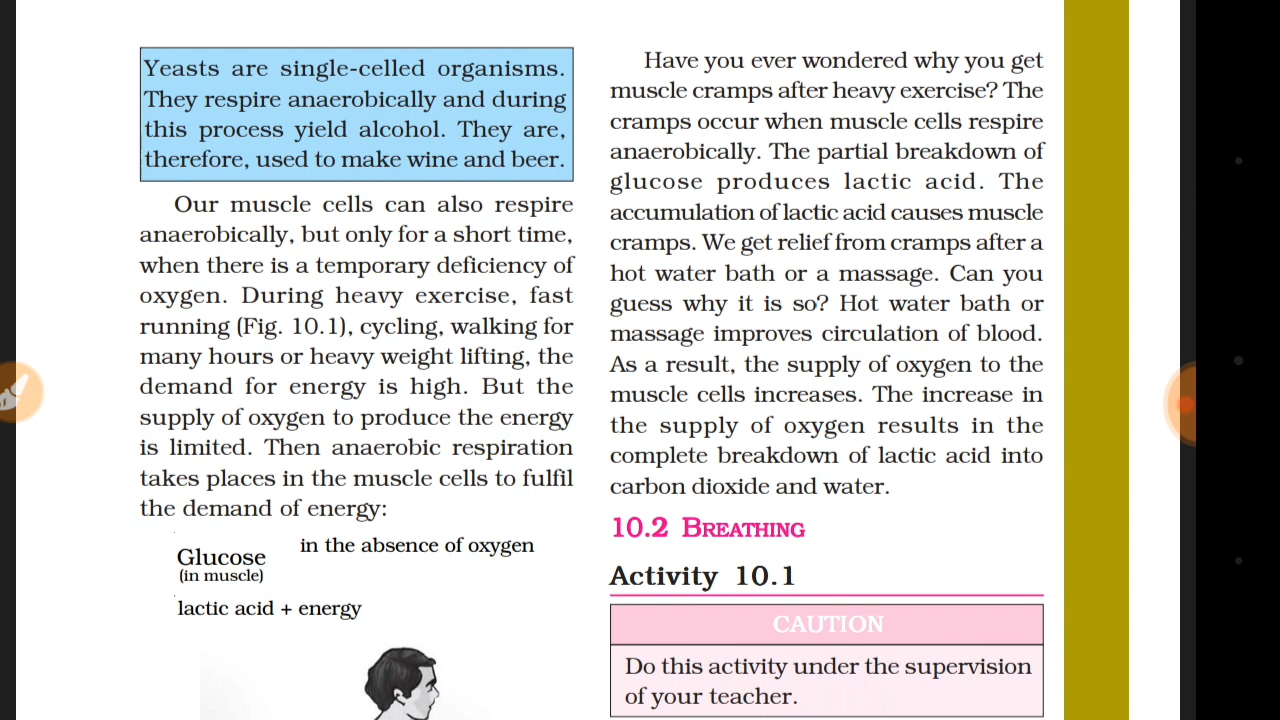 Yeasts are single-celled organisms.
They respire anaerobically and during
this process yield alcohol. They are,
therefore, used to make wine and beer.
Our muscle cells can also respire
anaerobically, but only for a short time,
when there is a temporary deficiency of
oxygen. During heavy exercise, fast
running (Fig. 10.1), cycling, walking for
many hours or heavy weight lifting, the
demand for energy is high. But the
supply of oxygen to produce the energy
is limited. Then anaerobic respiration
takes places in the muscle cells to fulfil
the demand of energy:
in the absence of oxygen
Glucose
(in muscle)
lactic acid + energy
Have you ever wondered why you get
muscle cramps after heavy exercise? The
cramps occur when muscle cells respire
anaerobically. The partial breakdown of
glucose produces lactic acid. The
accumulation of lactic acid causes muscle
cramps. We get relief from cramps after a
hot water bath or a massage. Can you
guess why it is so? Hot water bath or
massage improves circulation of blood.
As a result, the supply of oxygen to the
muscle cells increases. The increase in
the supply of oxygen results in the
complete breakdown of lactic acid into
carbon dioxide and water.
10.2 BREATHING
Activity 10.1
CAUTION
Do this activity under the supervision
of your teacher.